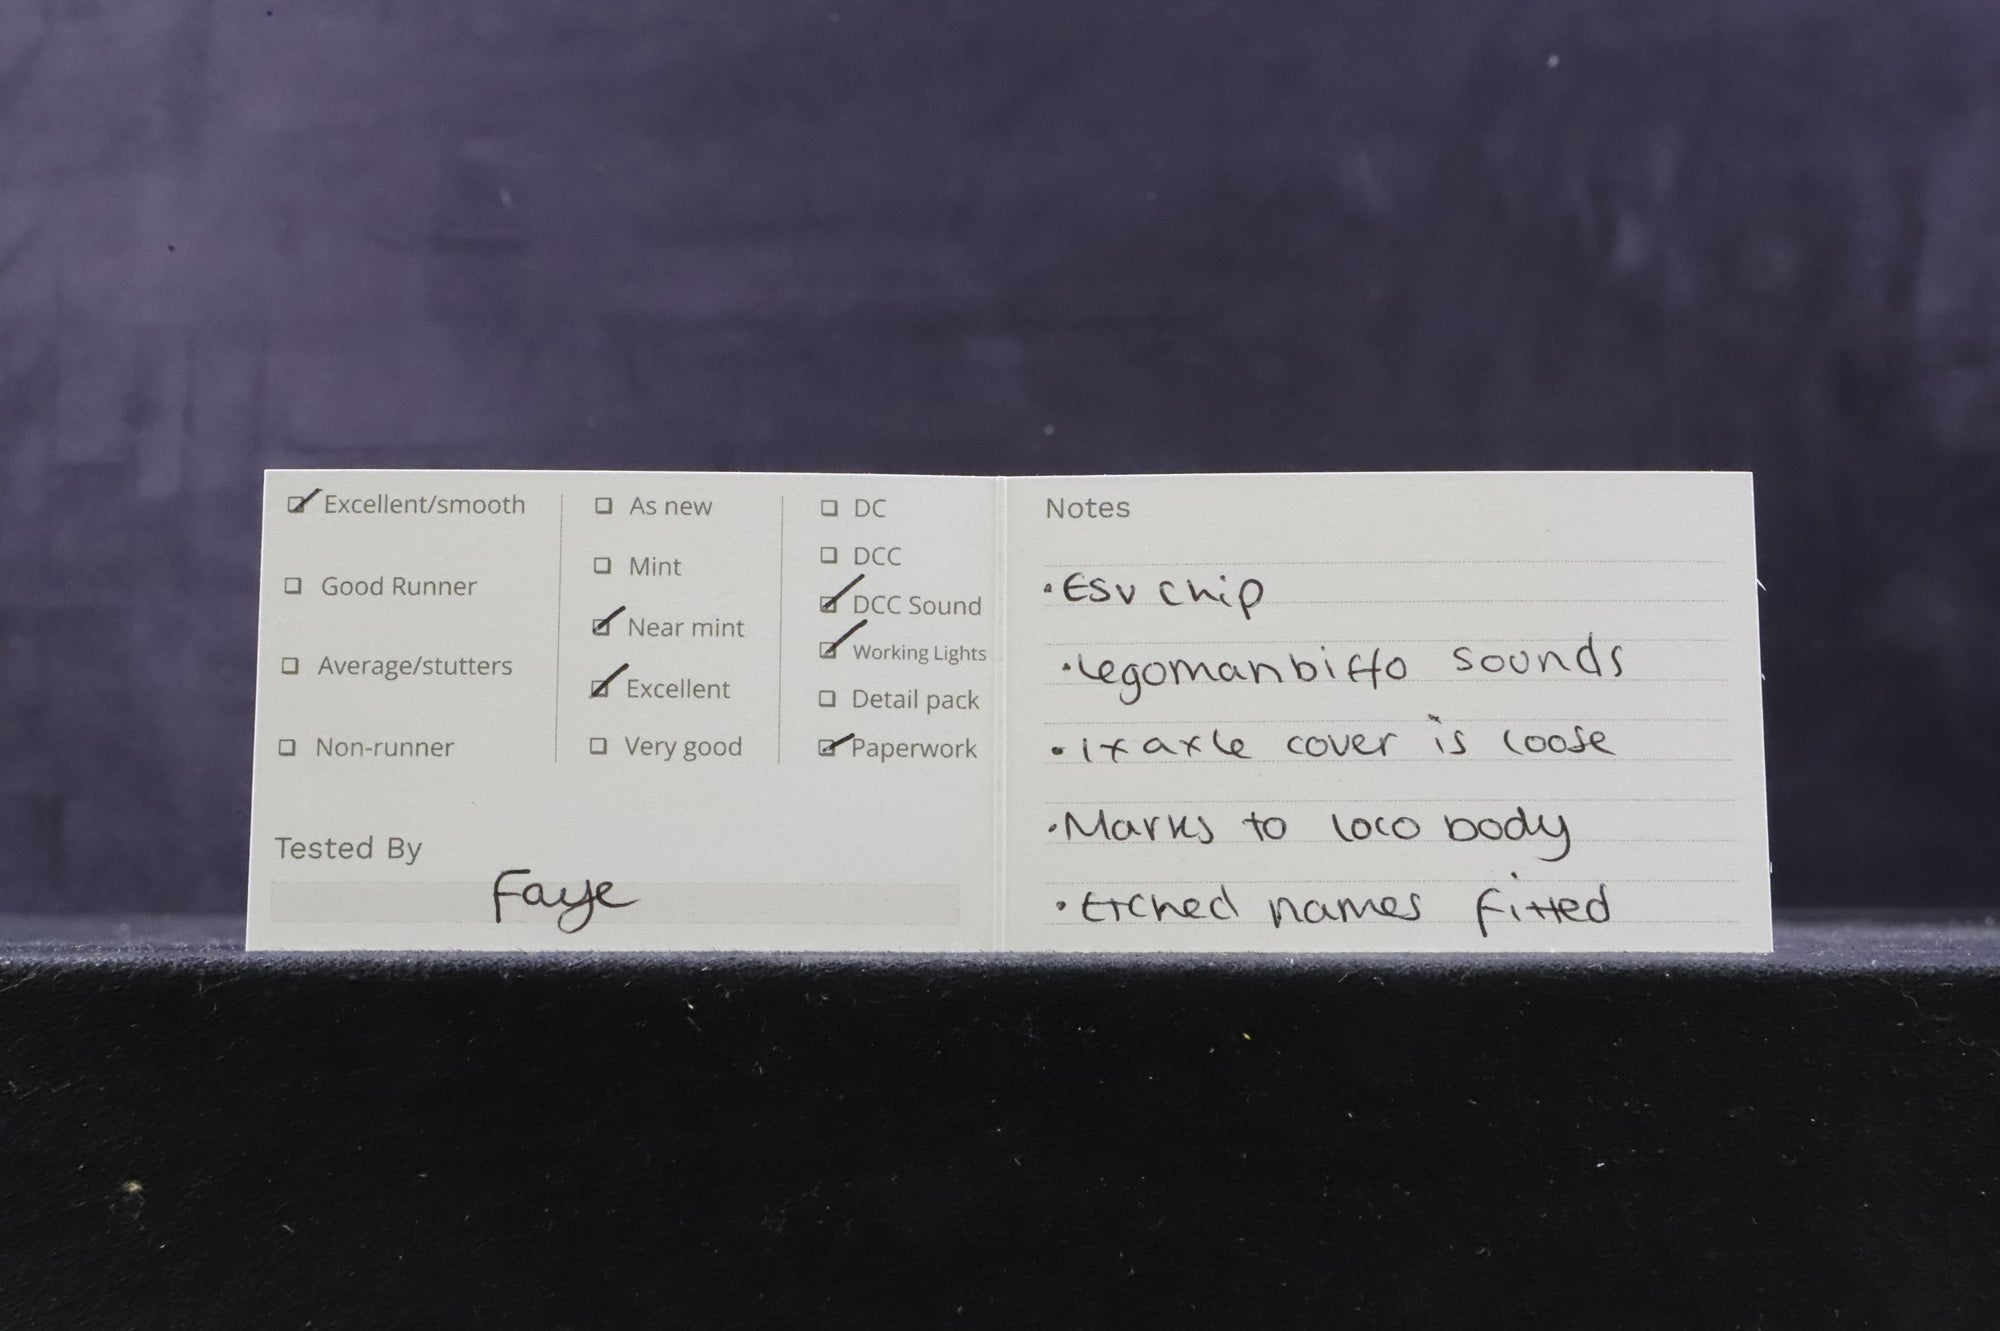 Excellent/smooth
Good Runner
Average/stutters
Non-runner
As new
Mint
Near mint
Excellent
Very good
DC
DCC
DCC Sound
Working Lights
Detail pack
Paperwork
Tested By
Faye
Notes
•ESV chip
•Legomanbiffo sounds
•1x axle cover is loose
•Marks to loco body
•Etched names fitted